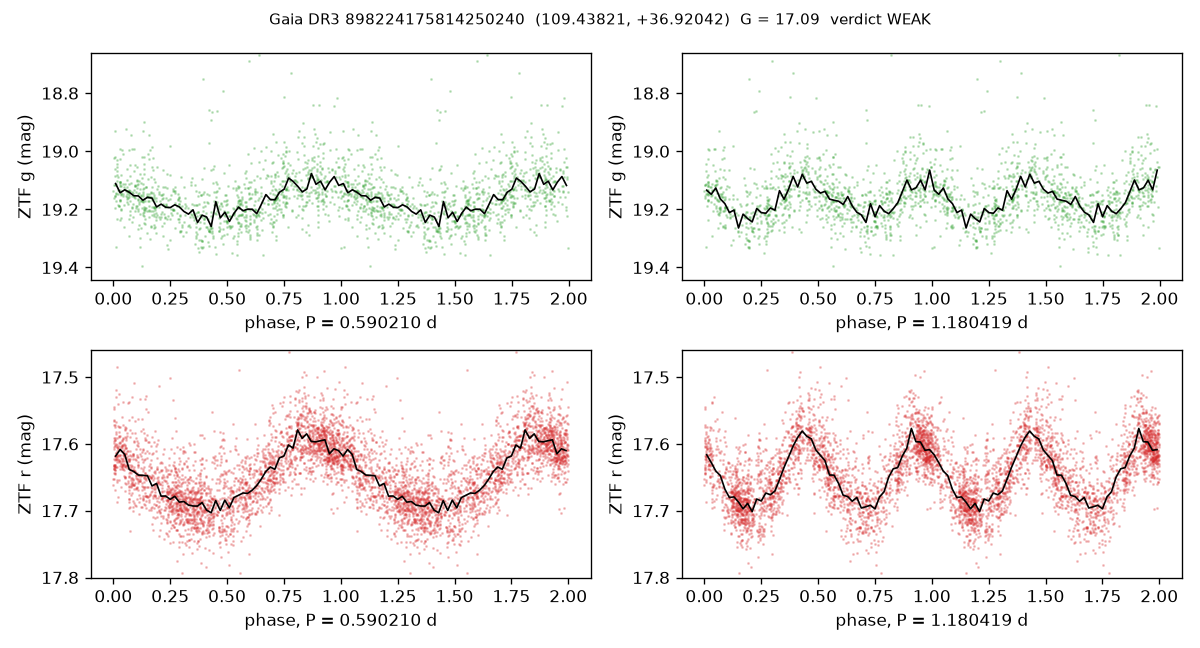 Gaia DR3 898224175814250240  (109.43821, +36.92042)  G = 17.09  verdict WEAK
ZTF g (mag)
18.8
19.0
19.2
19.4
0.00 0.25 0.50 0.75 1.00 1.25 1.50 1.75 2.00
phase, P = 0.590210 d
ZTF g (mag)
18.8
19.0
19.2
19.4
0.00 0.25 0.50 0.75 1.00 1.25 1.50 1.75 2.00
phase, P = 1.180419 d
ZTF r (mag)
17.5
17.6
17.7
17.8
0.00 0.25 0.50 0.75 1.00 1.25 1.50 1.75 2.00
phase, P = 0.590210 d
ZTF r (mag)
17.5
17.6
17.7
17.8
0.00 0.25 0.50 0.75 1.00 1.25 1.50 1.75 2.00
phase, P = 1.180419 d